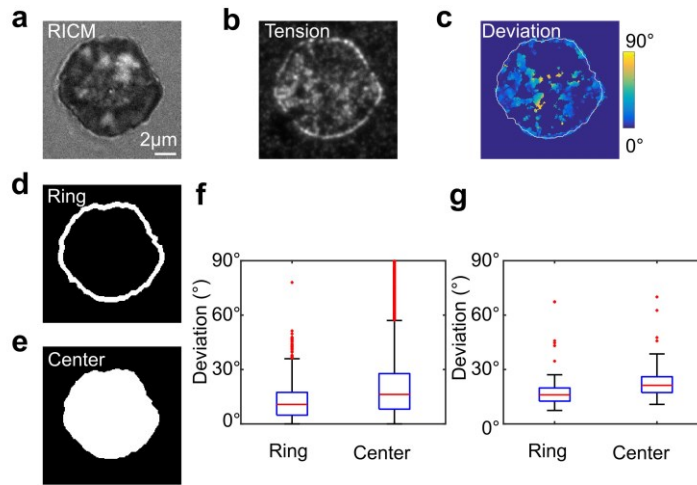 a
RICM
2μm
b
Tension
c
Deviation
90°
0°
d
Ring
e
Center
f
Deviation (°)
90°
60°
30°
0°
Ring
Center
g
Deviation (°)
90°
60°
30°
0°
Ring
Center